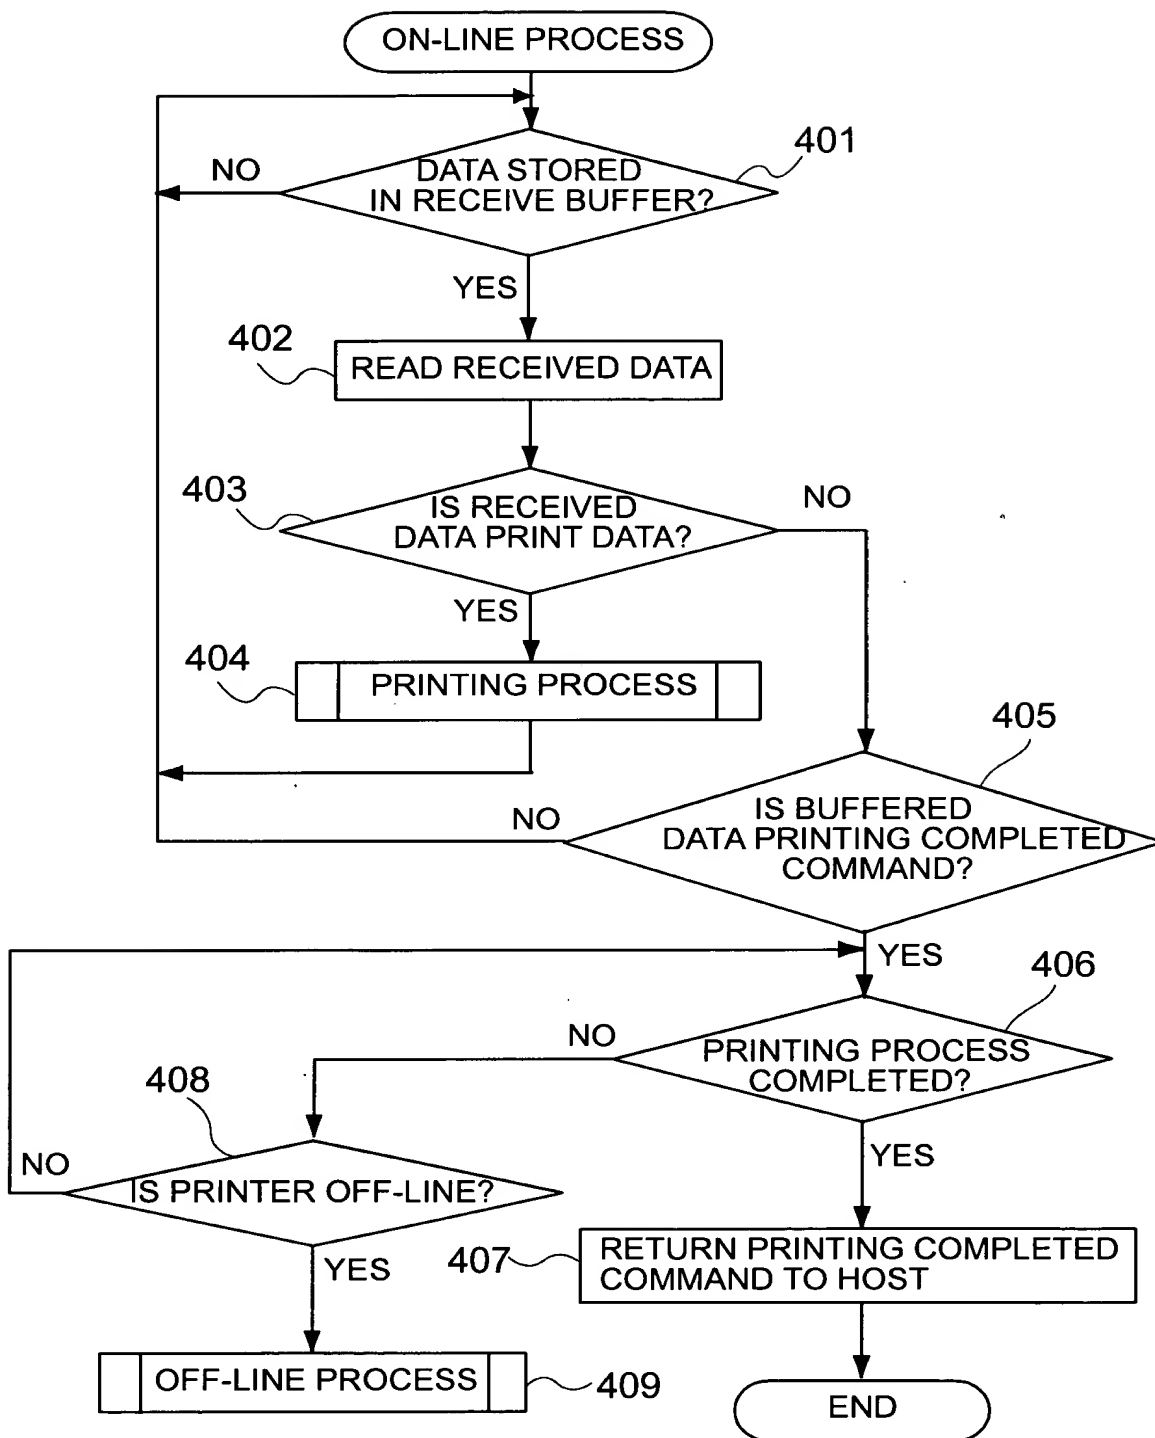 ON-LINE PROCESS
401
NO
DATA STORED
IN RECEIVE BUFFER?
YES
402
READ RECEIVED DATA
403
IS RECEIVED
DATA PRINT DATA?
NO
YES
404
PRINTING PROCESS
405
NO
IS BUFFERED
DATA PRINTING COMPLETED
COMMAND?
YES
406
NO
PRINTING PROCESS
COMPLETED?
408
YES
NO
IS PRINTER OFF-LINE?
YES
407
RETURN PRINTING COMPLETED
COMMAND TO HOST
OFF-LINE PROCESS
409
END